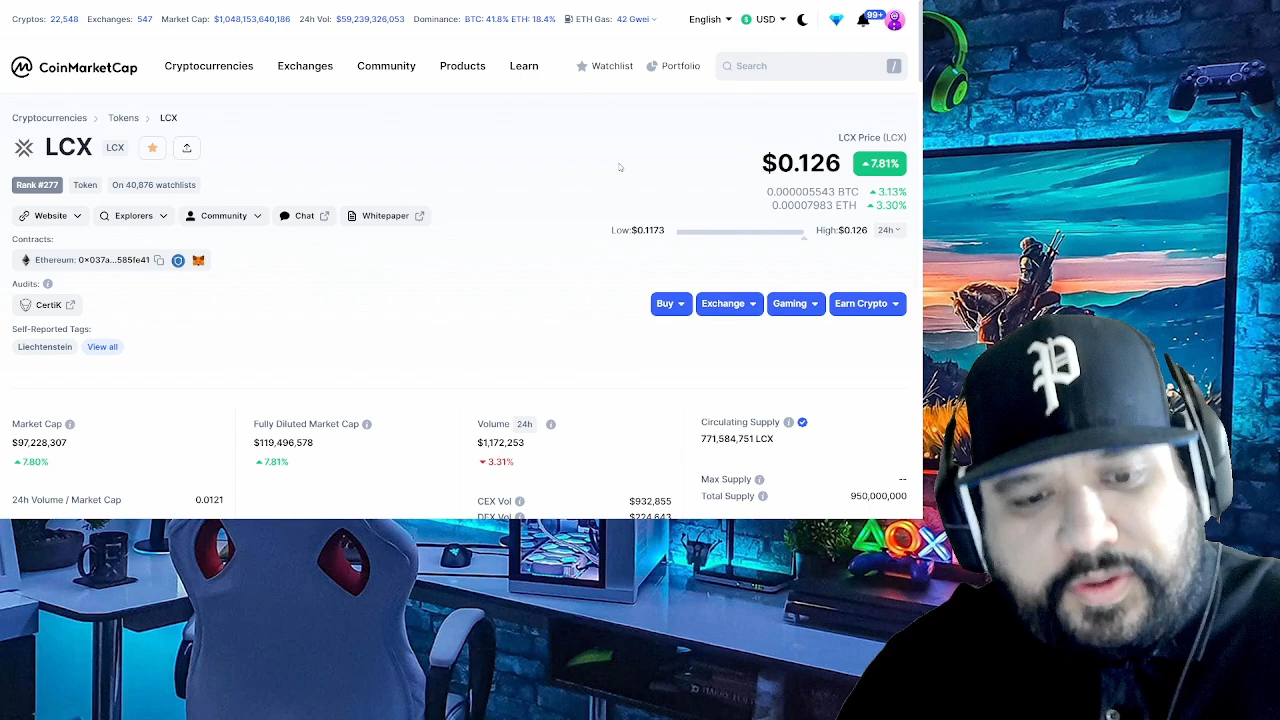 Cryptos: 22,548 Exchanges: 547 Market Cap: $1,048,153,640,186 24h Vol: $59,239,326,053 Dominance: BTC: 41.8% ETH: 18.4% ETH Gas: 42 Gwei English USD 99+
CoinMarketCap Cryptocurrencies Exchanges Community Products Learn Watchlist Portfolio Search /
Cryptocurrencies Tokens LCX
LCX Price (LCX)
LCX LCX
$0.126 7.81%
Rank #277 Token On 40,876 watchlists
0.000005543 BTC 3.13%
0.00007983 ETH 3.30%
Website Explorers Community Chat Whitepaper
Low:$0.1173 High:$0.126 24h
Contracts:
Ethereum: 0x037a...585fe41
Audits:
CertiK
Buy Exchange Gaming Earn Crypto
Self-Reported Tags:
Liechtenstein View all
Market Cap Fully Diluted Market Cap Volume 24h Circulating Supply
$97,228,307 $119,496,578 $1,172,253 771,584,751 LCX
7.80% 7.81% 3.31%
Max Supply --
24h Volume / Market Cap 0.0121 CEX Vol $932,855 Total Supply 950,000,000
DEX Vol $224,643
P